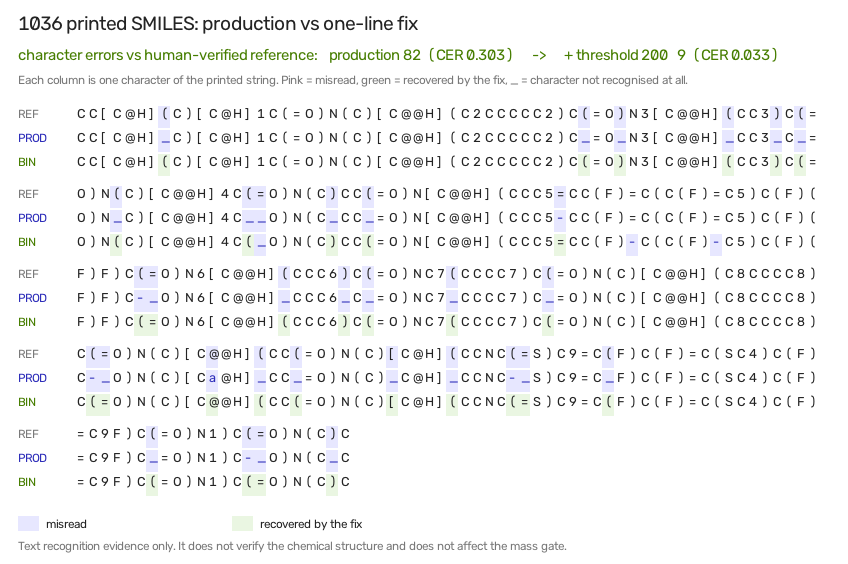 1036 printed SMILES: production vs one-line fix
character errors vs human-verified reference: production 82 (CER 0.303) -> + threshold 200 9 (CER 0.033)
Each column is one character of the printed string. Pink = misread, green = recovered by the fix, _ = character not recognised at all.
REF CC[C@H](C)[C@H]1C(=O)N(C)[C@@H](C2CCCCC2)C(=O)N3[C@@H](CC3)C(=
PROD CC[C@H]_C)[C@H]1C(=O)N(C)[C@@H](C2CCCCC2)C_=O_N3[C@@H]_CC3_C_=
BIN CC[C@H](C)[C@H]1C(=O)N(C)[C@@H](C2CCCCC2)C(=O)N3[C@@H](CC3)C(=
REF O)N(C)[C@@H]4C(=O)N(C)CC(=O)N[C@@H](CCC5=CC(F)=C(C(F)=C5)C(F)(
PROD O)N_C)[C@@H]4C__O)N(C_CC_=O)N[C@@H](CCC5-CC(F)=C(C(F)=C5)C(F)(
BIN O)N(C)[C@@H]4C(_O)N(C)CC(=O)N[C@@H](CCC5=CC(F)-C(C(F)-C5)C(F)(
REF F)F)C(=O)N6[C@@H](CCC6)C(=O)NC7(CCCC7)C(=O)N(C)[C@@H](C8CCCC8)
PROD F)F)C-_O)N6[C@@H]_CCC6_C_=O)NC7_CCCC7)C_=O)N(C)[C@@H](C8CCCC8)
BIN F)F)C(=O)N6[C@@H](CCC6)C(=O)NC7(CCCC7)C(=O)N(C)[C@@H](C8CCCC8)
REF C(=O)N(C)[C@@H](CC(=O)N(C)[C@H](CCNC(=S)C9=C(F)C(F)=C(SC4)C(F)
PROD C-_O)N(C)[Ca@H]_CC_=O)N(C)_C@H]_CCNC-_S)C9=C_F)C(F)=C(SC4)C(F)
BIN C(=O)N(C)[C@@H](CC(=O)N(C)[C@H](CCNC(=S)C9=C(F)C(F)=C(SC4)C(F)
REF =C9F)C(=O)N1)C(=O)N(C)C
PROD =C9F)C_=O)N1)C-_O)N(C_C
BIN =C9F)C(=O)N1)C(=O)N(C)C
misread recovered by the fix
Text recognition evidence only. It does not verify the chemical structure and does not affect the mass gate.